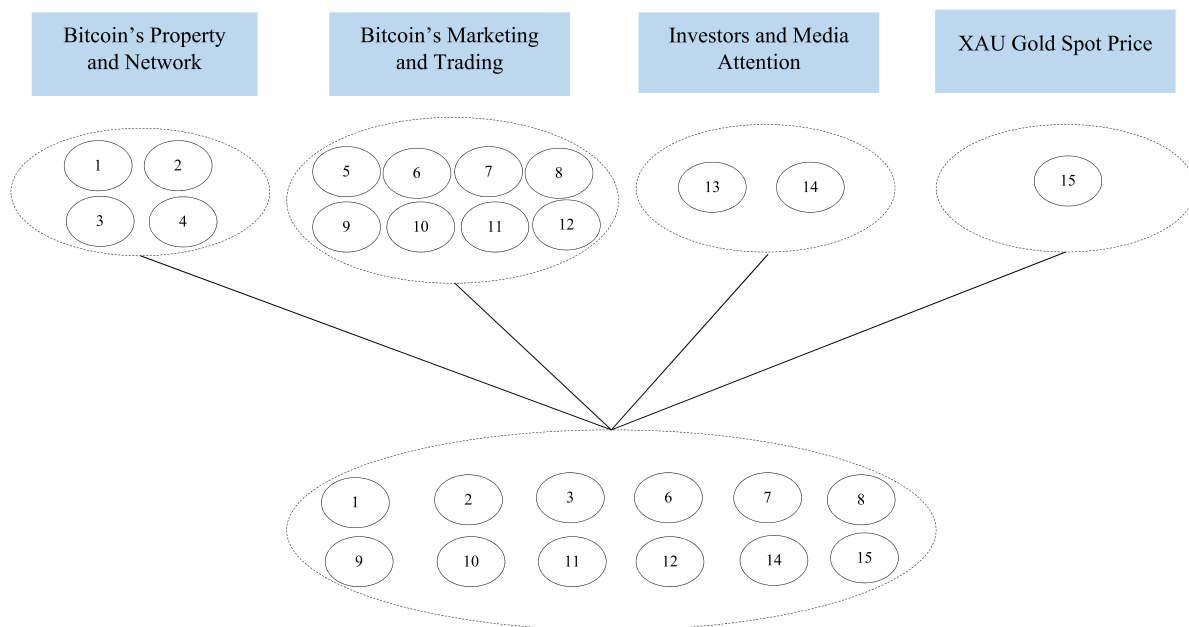 Bitcoin’s Property
and Network
Bitcoin’s Marketing
and Trading
Investors and Media
Attention
XAU Gold Spot Price
1 2
3 4
5 6 7 8
9 10 11 12
13 14
15
1 2 3 6 7 8
9 10 11 12 14 15